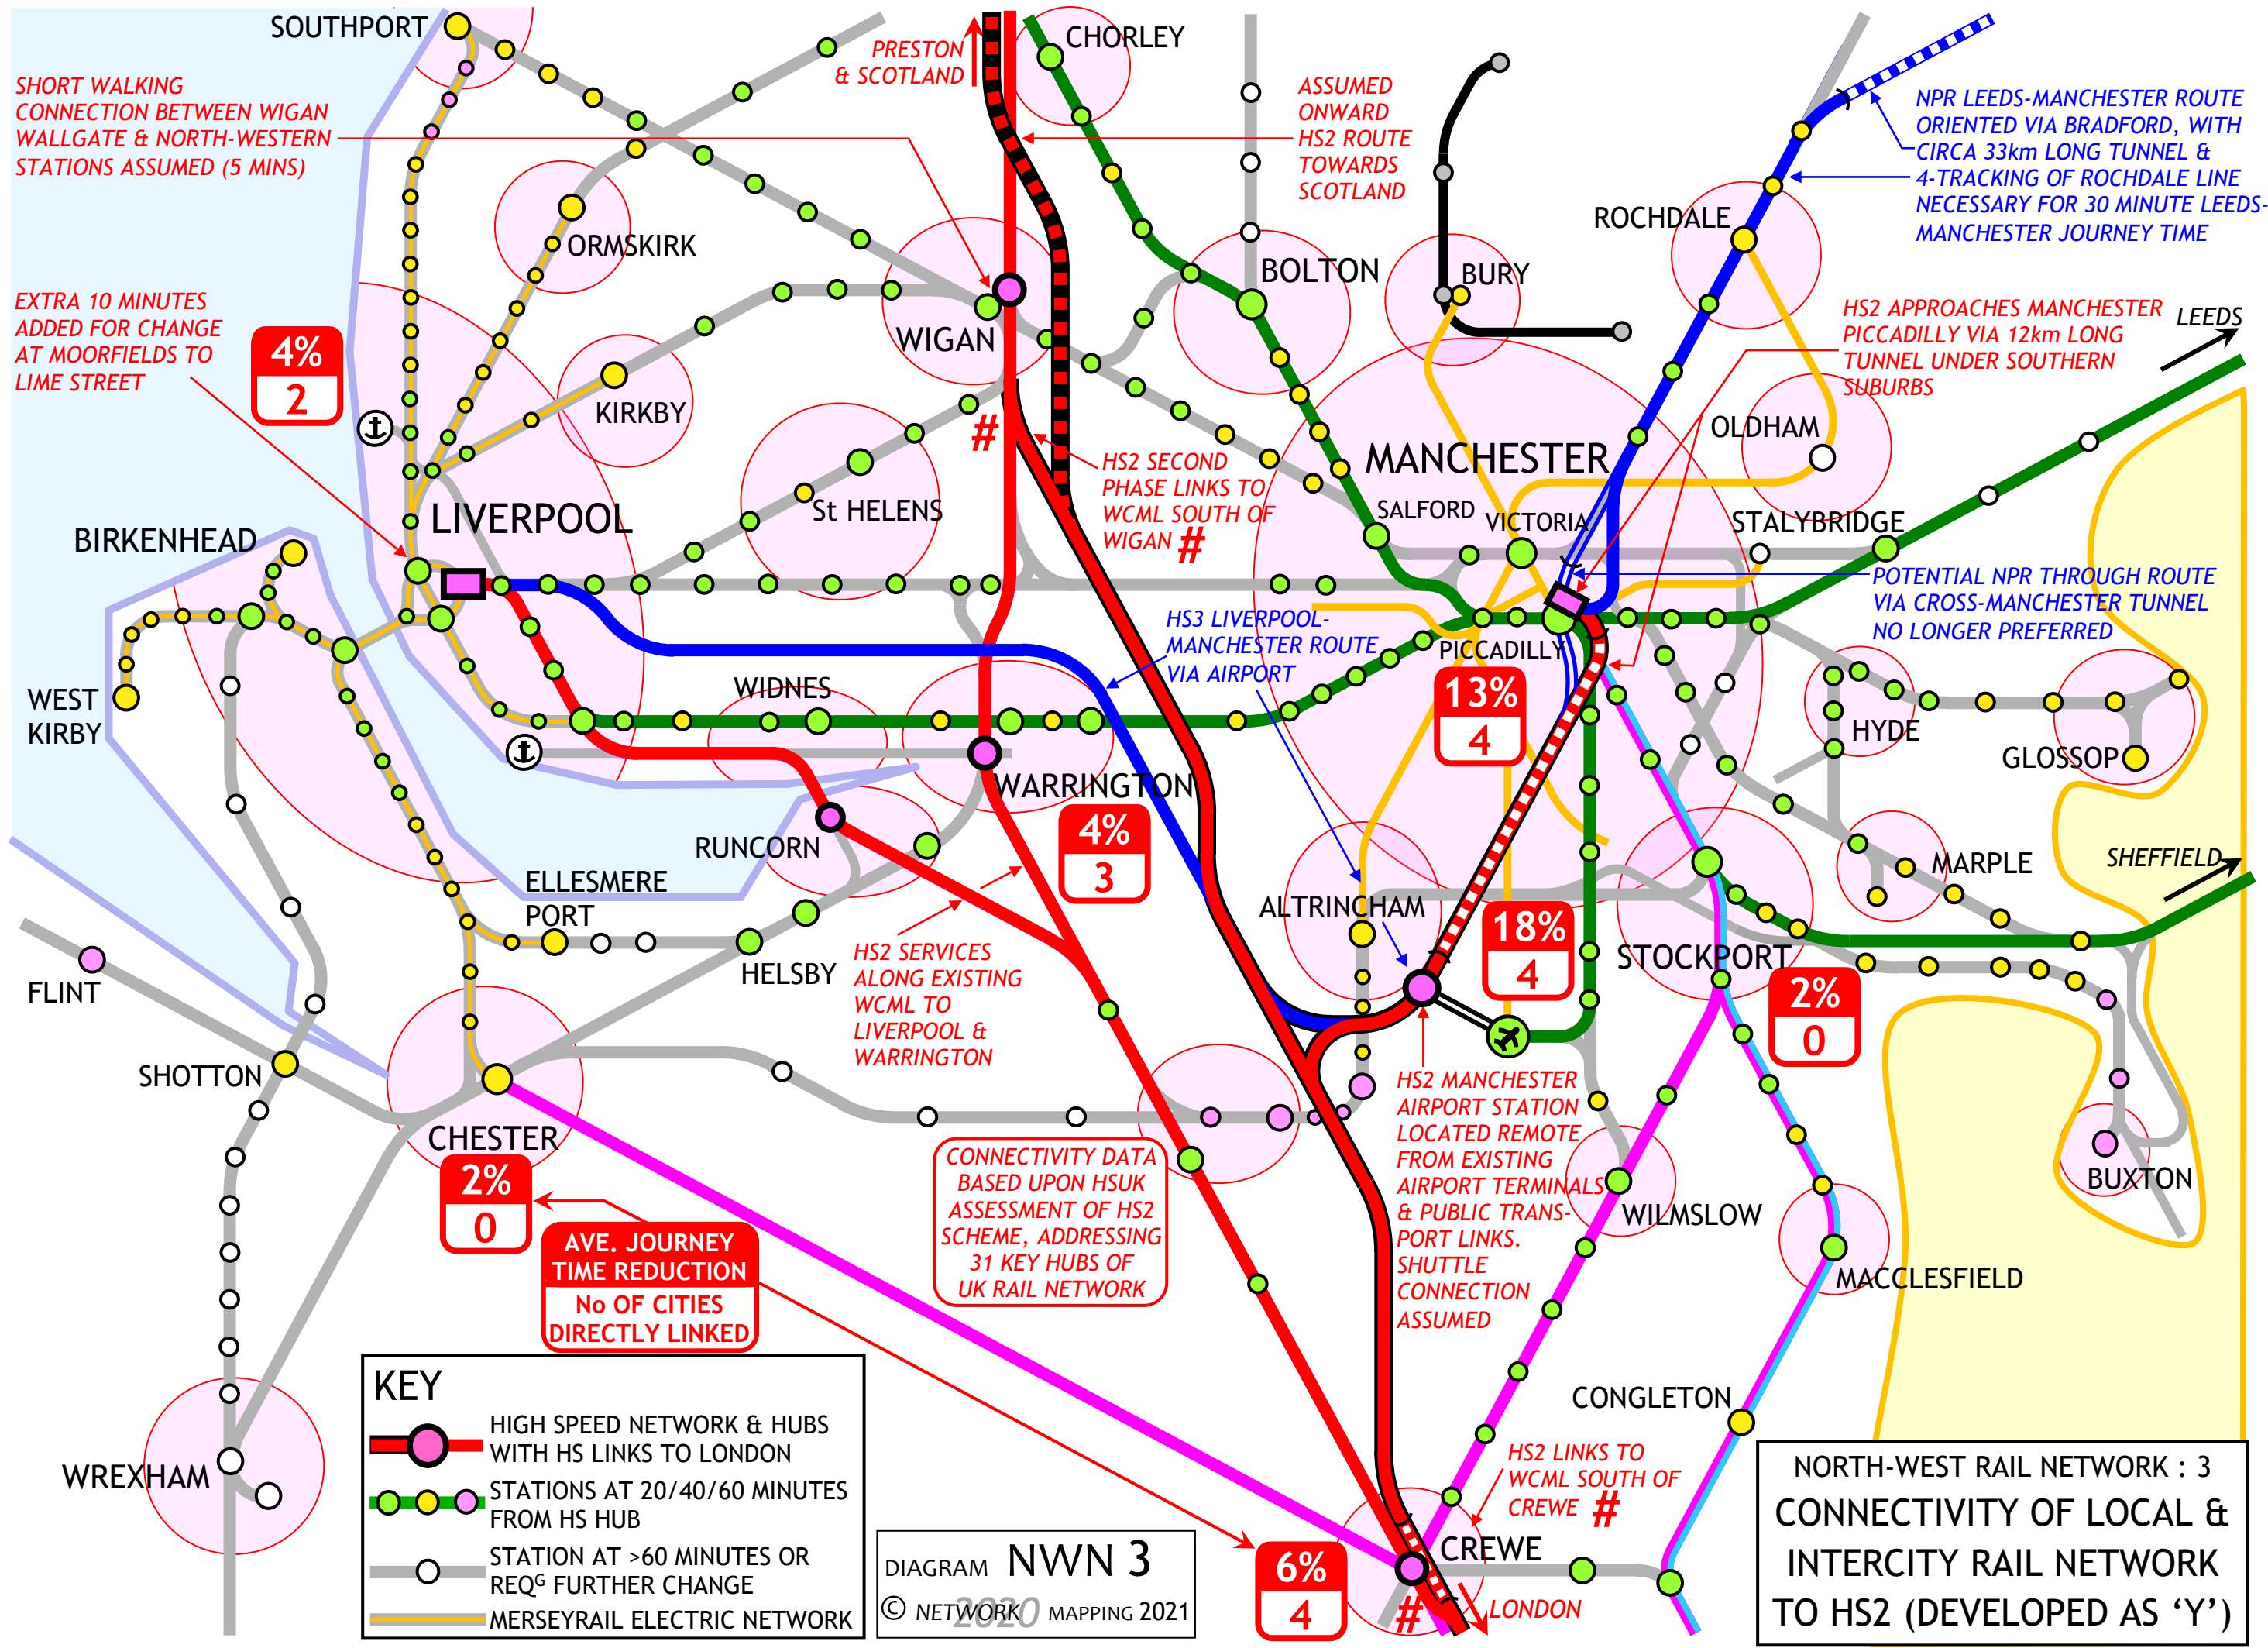 SOUTHPORT
SHORT WALKING
CONNECTION BETWEEN WIGAN
WALLGATE & NORTH-WESTERN
STATIONS ASSUMED (5 MINS)
PRESTON
& SCOTLAND
CHORLEY
ASSUMED
ONWARD
HS2 ROUTE
TOWARDS
SCOTLAND
NPR LEEDS-MANCHESTER ROUTE
ORIENTED VIA BRADFORD, WITH
CIRCA 33km LONG TUNNEL &
4-TRACKING OF ROCHDALE LINE
NECESSARY FOR 30 MINUTE LEEDS-
MANCHESTER JOURNEY TIME
ROCHDALE
ORMSKIRK
BOLTON
BURY
EXTRA 10 MINUTES
ADDED FOR CHANGE
AT MOORFIELDS TO
LIME STREET
4%
2
WIGAN
HS2 APPROACHES MANCHESTER
PICCADILLY VIA 12km LONG
TUNNEL UNDER SOUTHERN
SUBURBS
LEEDS
KIRKBY
#
OLDHAM
MANCHESTER
HS2 SECOND
PHASE LINKS TO
WCML SOUTH OF
WIGAN #
St HELENS
LIVERPOOL
SALFORD
VICTORIA
STALYBRIDGE
BIRKENHEAD
POTENTIAL NPR THROUGH ROUTE
VIA CROSS-MANCHESTER TUNNEL
NO LONGER PREFERRED
HS3 LIVERPOOL-
MANCHESTER ROUTE
VIA AIRPORT
PICCADILLY
13%
4
WEST
KIRBY
WIDNES
HYDE
GLOSSOP
WARRINGTON
4%
3
RUNCORN
MARPLE
SHEFFIELD
ELLESMERE
PORT
ALTRINCHAM
18%
4
STOCKPORT
2%
0
HELSBY
HS2 SERVICES
ALONG EXISTING
WCML TO
LIVERPOOL &
WARRINGTON
FLINT
SHOTTON
CHESTER
2%
0
HS2 MANCHESTER
AIRPORT STATION
LOCATED REMOTE
FROM EXISTING
AIRPORT TERMINALS
& PUBLIC TRANS-
PORT LINKS.
SHUTTLE
CONNECTION
ASSUMED
CONNECTIVITY DATA
BASED UPON HSUK
ASSESSMENT OF HS2
SCHEME, ADDRESSING
31 KEY HUBS OF
UK RAIL NETWORK
BUXTON
WILMSLOW
MACCLESFIELD
AVE. JOURNEY
TIME REDUCTION
No OF CITIES
DIRECTLY LINKED
CONGLETON
KEY
HIGH SPEED NETWORK & HUBS
WITH HS LINKS TO LONDON
STATIONS AT 20/40/60 MINUTES
FROM HS HUB
STATION AT >60 MINUTES OR
REQᴳ FURTHER CHANGE
MERSEYRAIL ELECTRIC NETWORK
WREXHAM
HS2 LINKS TO
WCML SOUTH OF
CREWE #
CREWE
6%
4
#
LONDON
DIAGRAM NWN 3
© NETWORK 2020 MAPPING 2021
NORTH-WEST RAIL NETWORK : 3
CONNECTIVITY OF LOCAL &
INTERCITY RAIL NETWORK
TO HS2 (DEVELOPED AS ‘Y’)